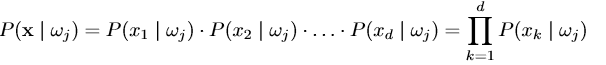 P(x | ω_j) = P(x_1 | ω_j) · P(x_2 | ω_j) · … · P(x_d | ω_j) = ∏_{k=1}^{d} P(x_k | ω_j)